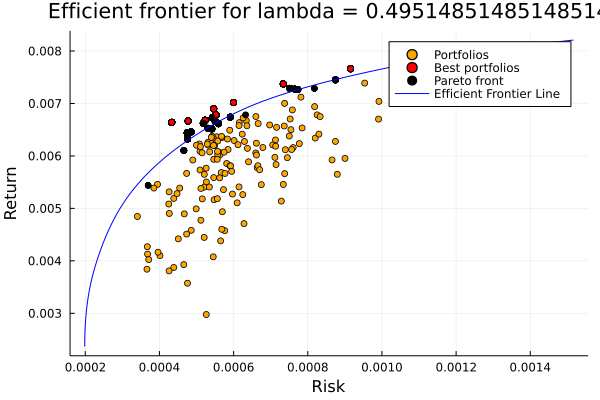 Efficient frontier for lambda = 0.4951485148514851
0.008
0.007
0.006
0.005
0.004
0.003
Return
Portfolios
Best portfolios
Pareto front
Efficient Frontier Line
0.0002
0.0004
0.0006
0.0008
0.0010
0.0012
0.0014
Risk